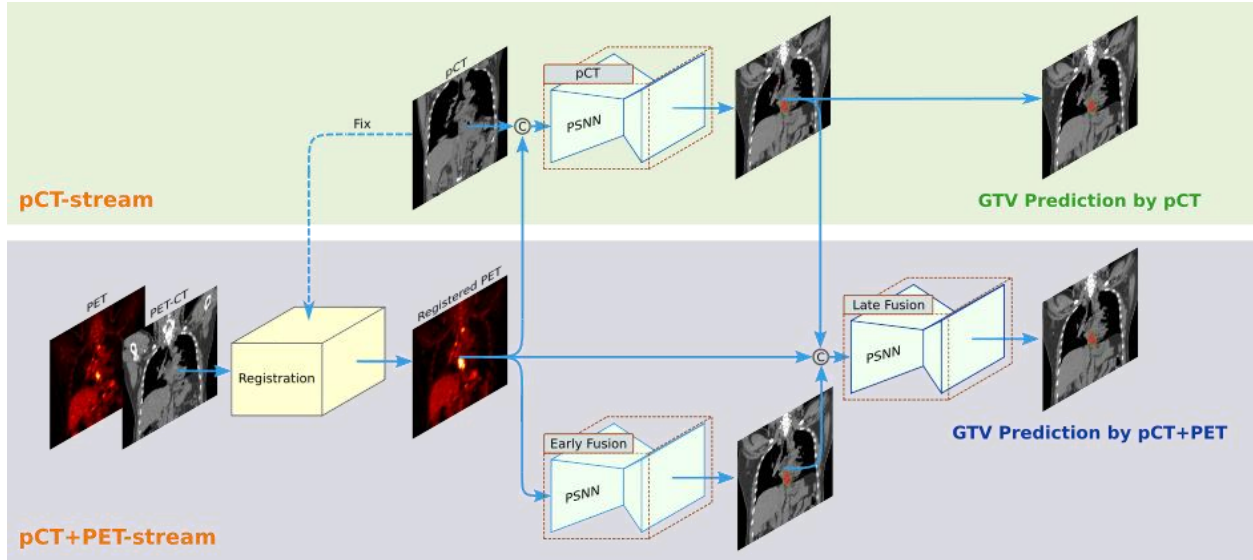 pCT
Fix
C
pCT
PSNN
pCT-stream
GTV Prediction by pCT
PET
PET-CT
Registration
Registered PET
C
Late Fusion
PSNN
Early Fusion
PSNN
GTV Prediction by pCT+PET
pCT+PET-stream